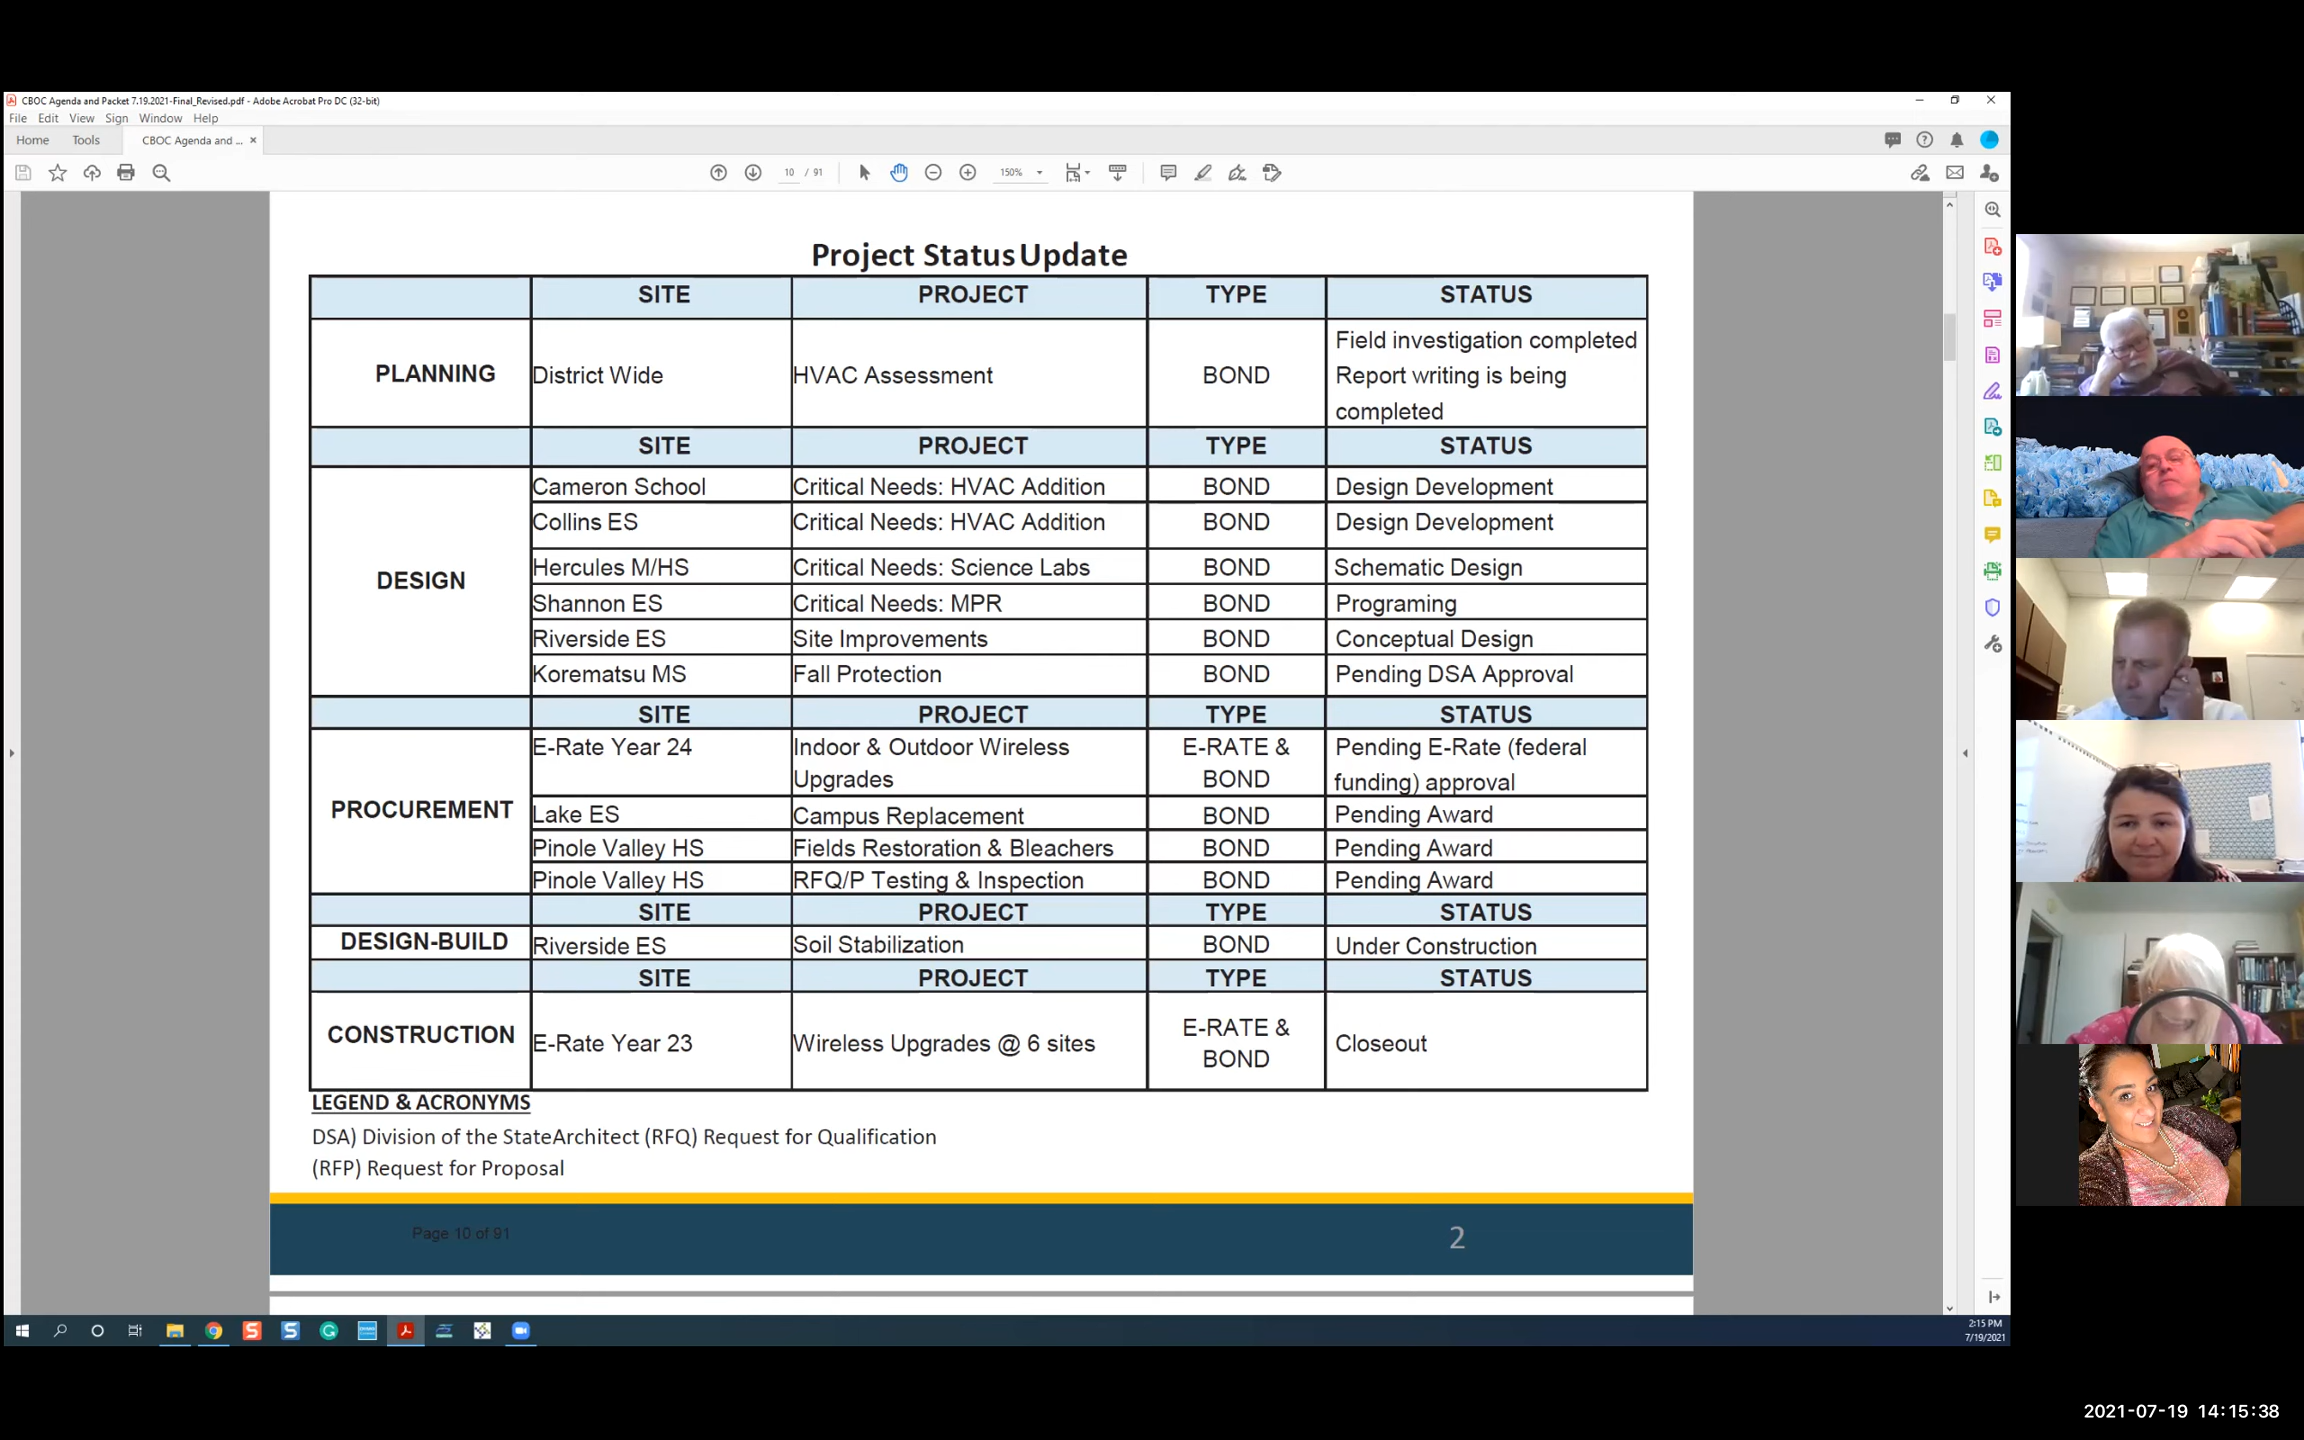 CBOC Agenda and Packet 7.19.2021-Final_Revised.pdf - Adobe Acrobat Pro DC (32-bit)
File Edit View Sign Window Help
Home Tools CBOC Agenda and ...
10 / 91 150%
Project Status Update
SITE PROJECT TYPE STATUS
PLANNING District Wide HVAC Assessment BOND Field investigation completed
Report writing is being
completed
SITE PROJECT TYPE STATUS
DESIGN
Cameron School Critical Needs: HVAC Addition BOND Design Development
Collins ES Critical Needs: HVAC Addition BOND Design Development
Hercules M/HS Critical Needs: Science Labs BOND Schematic Design
Shannon ES Critical Needs: MPR BOND Programing
Riverside ES Site Improvements BOND Conceptual Design
Korematsu MS Fall Protection BOND Pending DSA Approval
SITE PROJECT TYPE STATUS
PROCUREMENT
E-Rate Year 24 Indoor & Outdoor Wireless E-RATE & Pending E-Rate (federal
Upgrades BOND funding) approval
Lake ES Campus Replacement BOND Pending Award
Pinole Valley HS Fields Restoration & Bleachers BOND Pending Award
Pinole Valley HS RFQ/P Testing & Inspection BOND Pending Award
SITE PROJECT TYPE STATUS
DESIGN-BUILD Riverside ES Soil Stabilization BOND Under Construction
SITE PROJECT TYPE STATUS
CONSTRUCTION E-Rate Year 23 Wireless Upgrades @ 6 sites E-RATE & BOND Closeout
LEGEND & ACRONYMS
DSA) Division of the StateArchitect (RFQ) Request for Qualification
(RFP) Request for Proposal
Page 10 of 91 2
2:15 PM
7/19/2021
2021-07-19 14:15:38